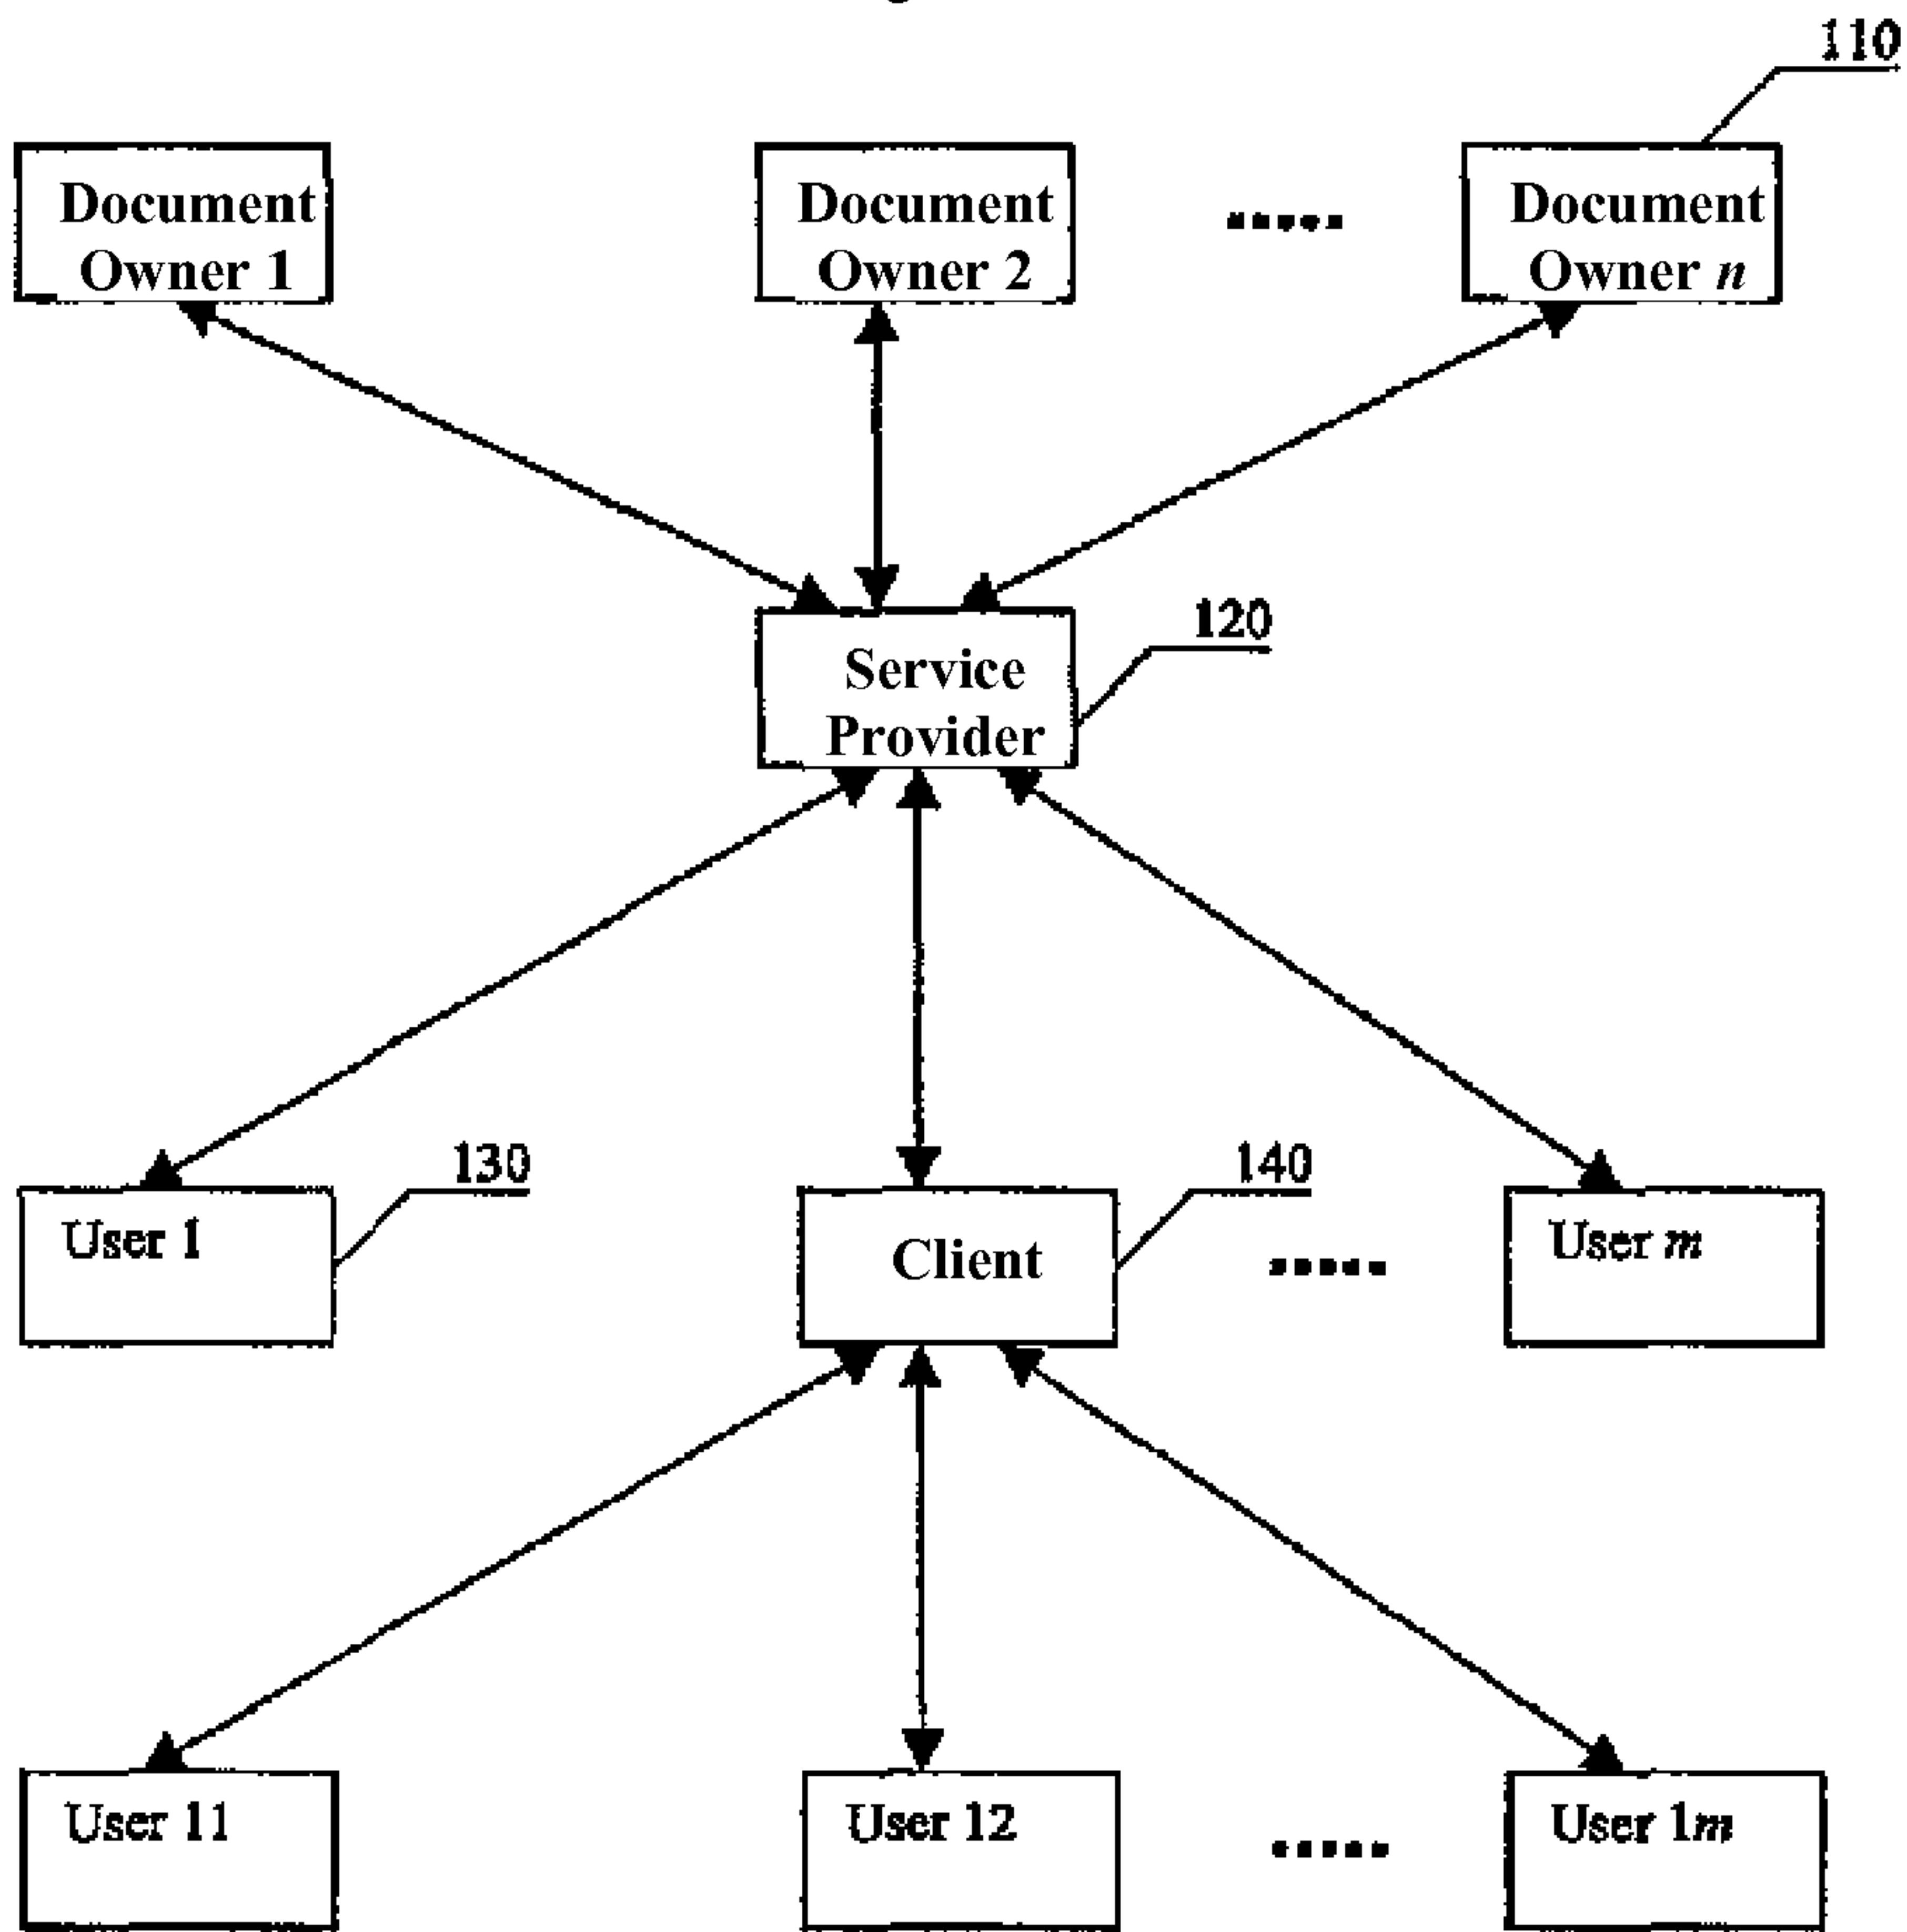 110
Document
Owner 1
Document
Owner 2
Document
Owner n
120
Service
Provider
130
140
User 1
Client
User m
User 11
User 12
User 1m